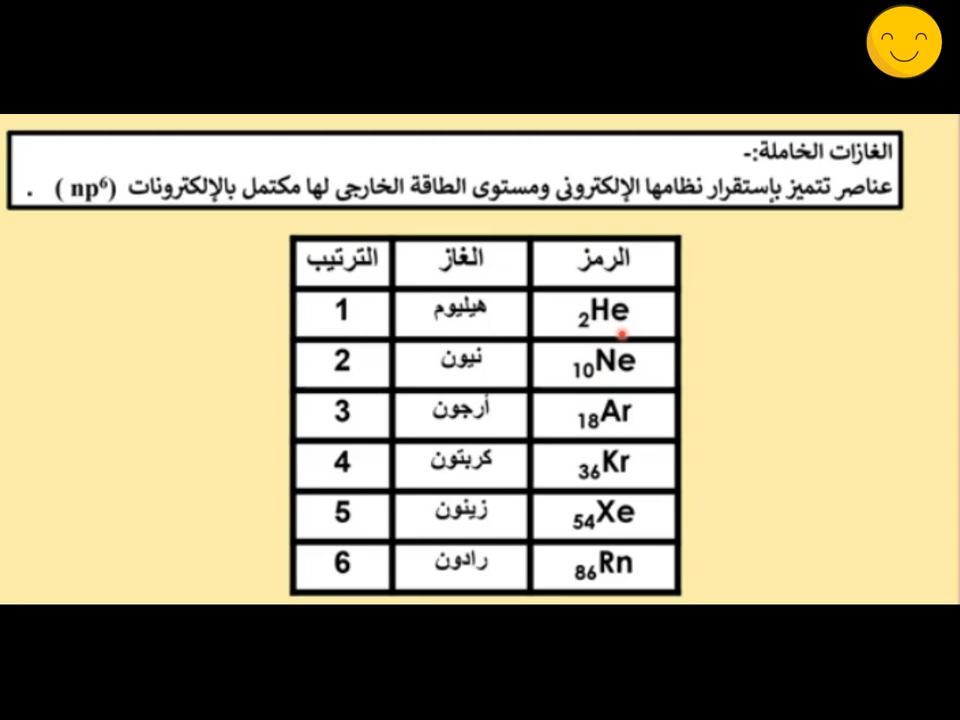 الغازات الخاملة:-
عناصر تتميز بإستقرار نظامها الإلكترونى ومستوى الطاقة الخارجى لها مكتمل بالإلكترونات (np⁶) .
الرمز الغاز الترتيب
₂He هيليوم 1
₁₀Ne نيون 2
₁₈Ar أرجون 3
₃₆Kr كربتون 4
₅₄Xe زينون 5
₈₆Rn رادون 6